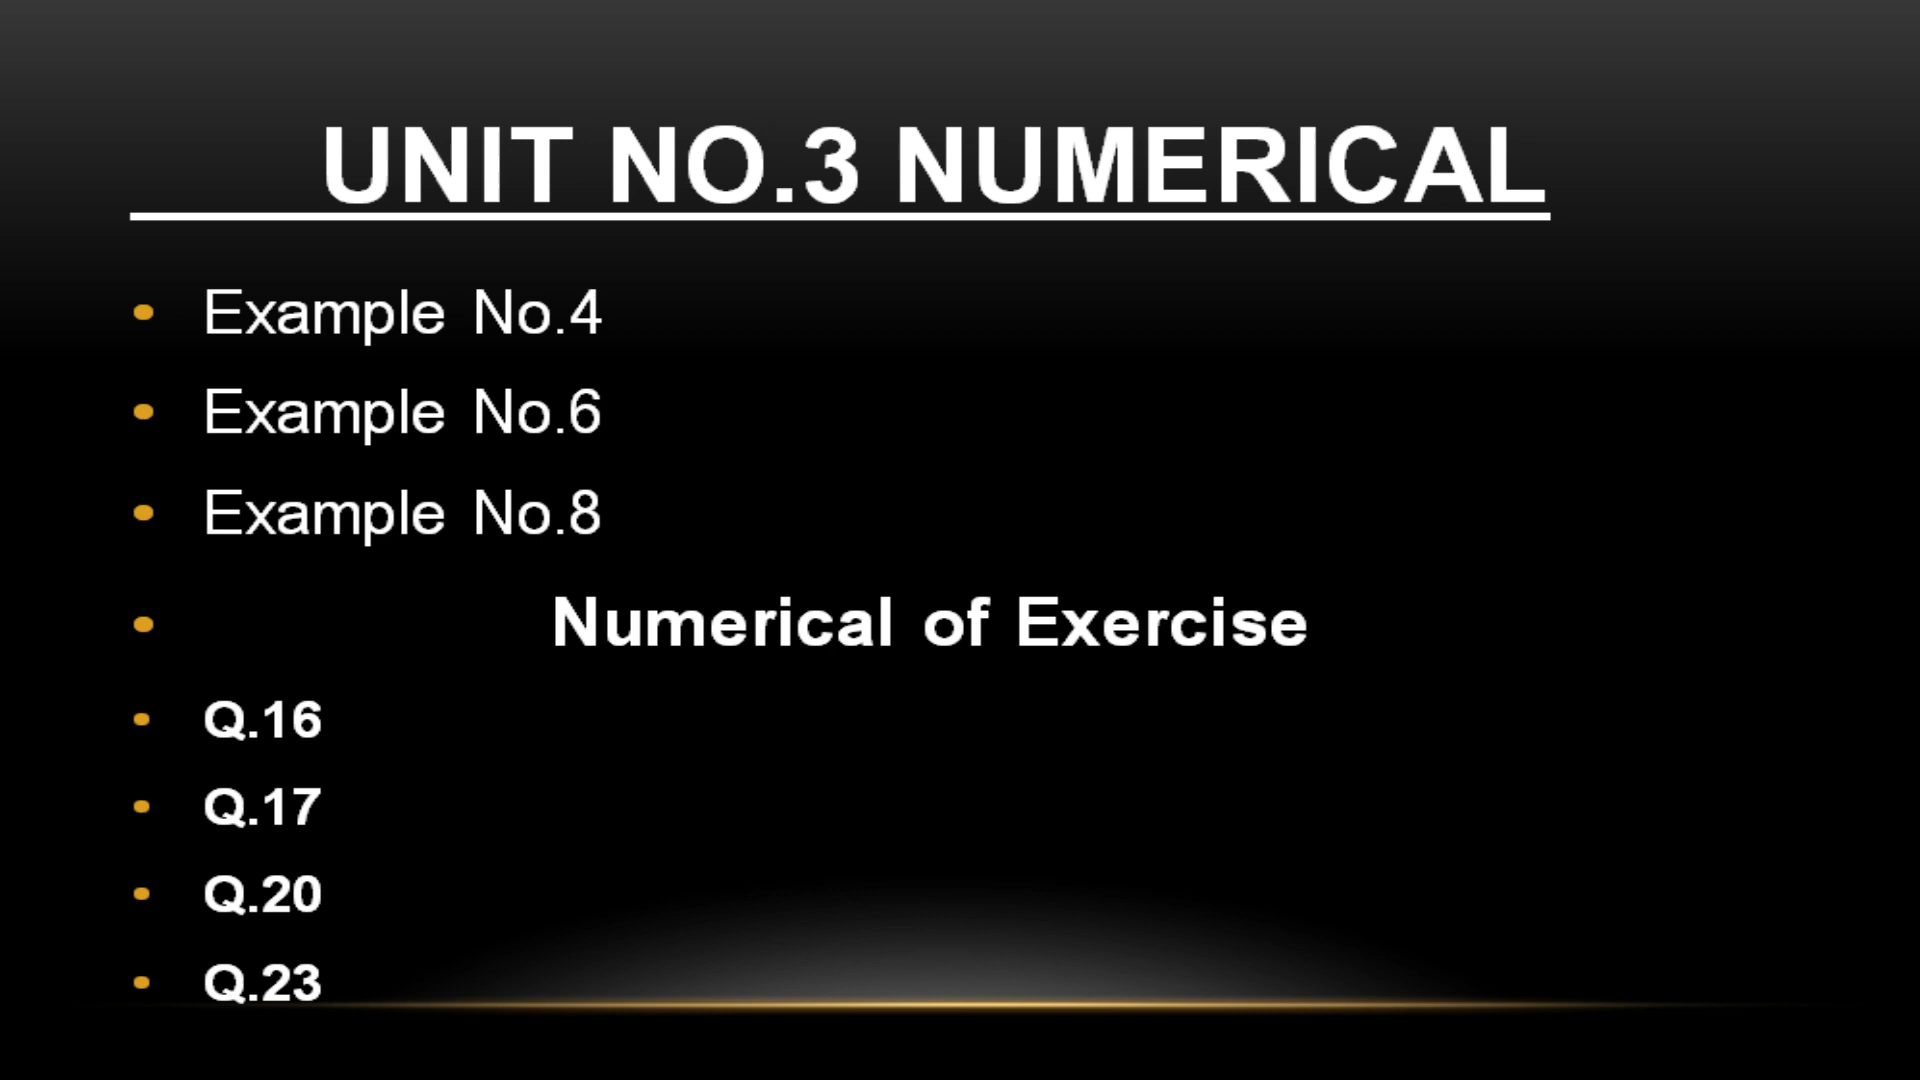 UNIT NO.3 NUMERICAL
• Example No.4
• Example No.6
• Example No.8
• Numerical of Exercise
• Q.16
• Q.17
• Q.20
• Q.23